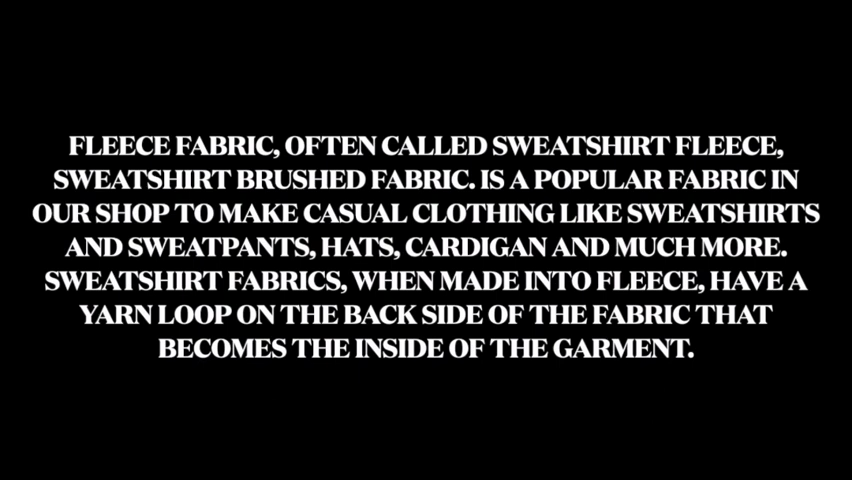 FLEECE FABRIC, OFTEN CALLED SWEATSHIRT FLEECE,
SWEATSHIRT BRUSHED FABRIC. IS A POPULAR FABRIC IN
OUR SHOP TO MAKE CASUAL CLOTHING LIKE SWEATSHIRTS
AND SWEATPANTS, HATS, CARDIGAN AND MUCH MORE.
SWEATSHIRT FABRICS, WHEN MADE INTO FLEECE, HAVE A
YARN LOOP ON THE BACK SIDE OF THE FABRIC THAT
BECOMES THE INSIDE OF THE GARMENT.